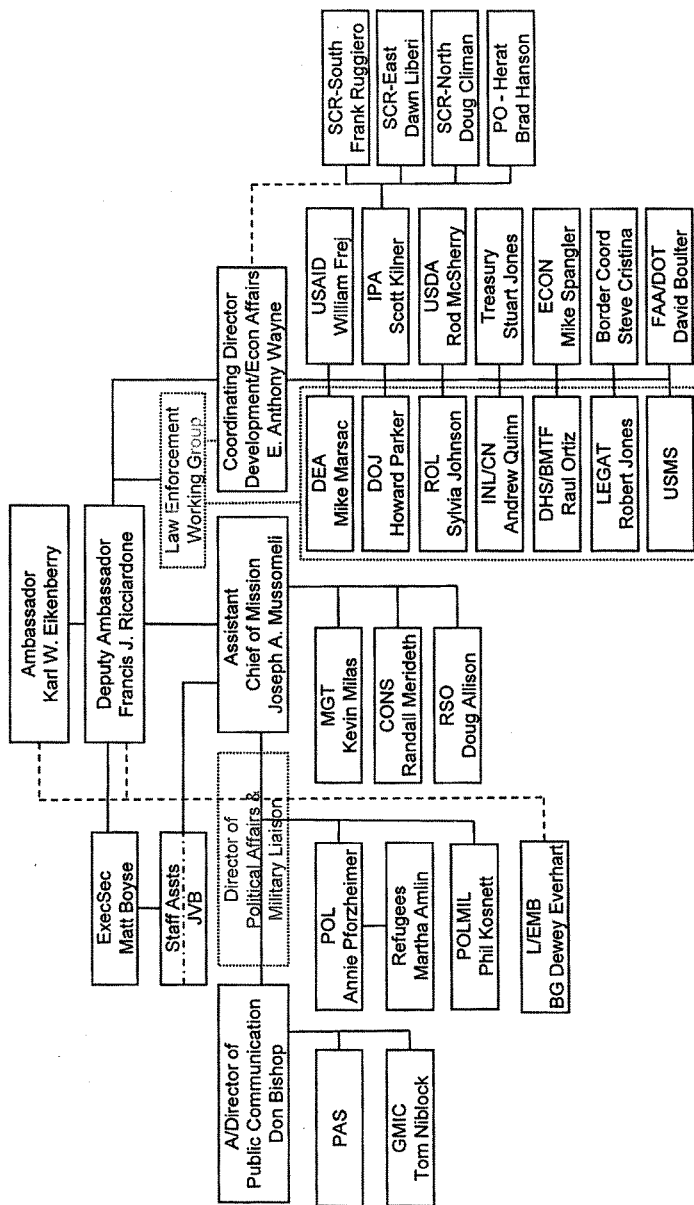 Ambassador
Karl W. Eikenberry
Deputy Ambassador
Francis J. Ricciardone
ExecSec
Matt Boyse
Staff Assts
JVB
Law Enforcement
Working Group
A/Director of
Public Communication
Don Bishop
Director of
Political Affairs &
Military Liaison
Assistant
Chief of Mission
Joseph A. Mussomeli
Coordinating Director
Development/Econ Affairs
E. Anthony Wayne
PAS
GMIC
Tom Niblock
POL
Annie Pforzheimer
Refugees
Martha Amlin
POLMIL
Phil Kosnett
L/EMB
BG Dewey Everhart
MGT
Kevin Milas
CONS
Randall Merideth
RSO
Doug Allison
DEA
Mike Marsac
DOJ
Howard Parker
ROL
Sylvia Johnson
INL/CN
Andrew Quinn
DHS/BMTF
Raul Ortiz
LEGAT
Robert Jones
USMS
USAID
William Frej
IPA
Scott Kilner
USDA
Rod McSherry
Treasury
Stuart Jones
ECON
Mike Spangler
Border Coord
Steve Cristina
FAA/DOT
David Boulter
SCR-South
Frank Ruggiero
SCR-East
Dawn Liberi
SCR-North
Doug Climan
PO - Herat
Brad Hanson